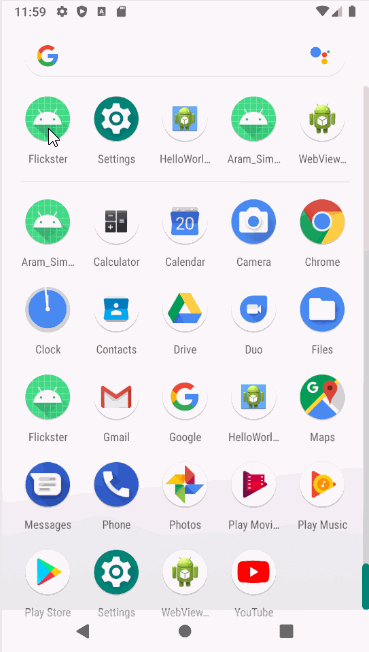 11:59
Flickster Settings HelloWorl... Aram_Sim... WebView...
Aram_Sim... Calculator Calendar Camera Chrome
20
Clock Contacts Drive Duo Files
Flickster Gmail Google HelloWorl... Maps
Messages Phone Photos Play Movi... Play Music
Play Store Settings WebView... YouTube